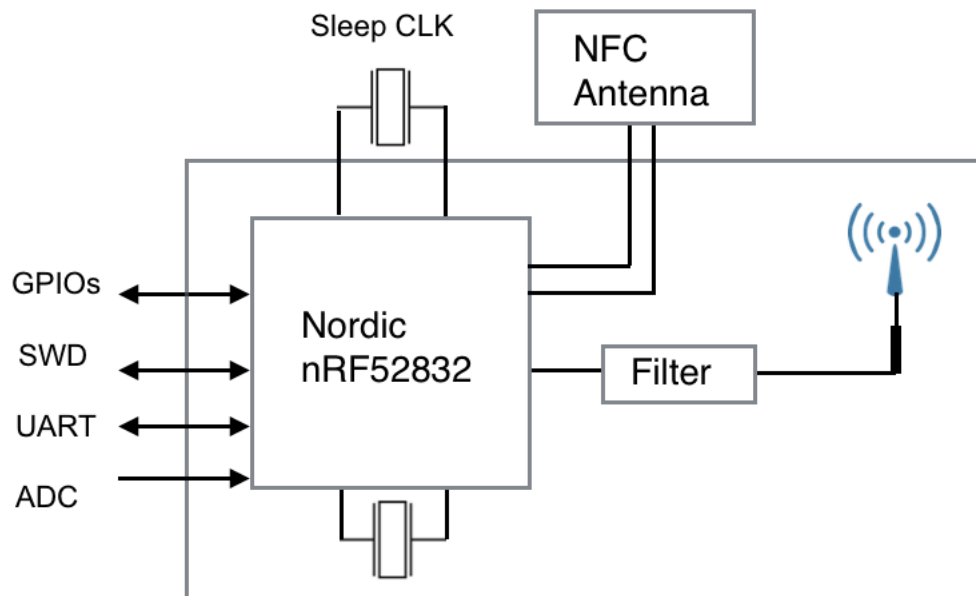 Sleep CLK
NFC
Antenna
GPIOs
SWD
UART
ADC
Nordic
nRF52832
Filter